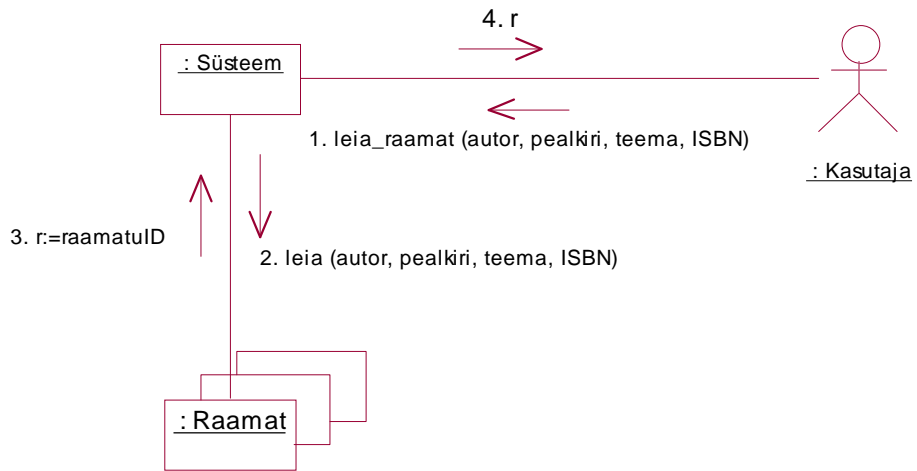 4. r
: Süsteem
1. leia_raamat (autor, pealkiri, teema, ISBN)
: Kasutaja
3. r:=raamatuID
2. leia (autor, pealkiri, teema, ISBN)
: Raamat